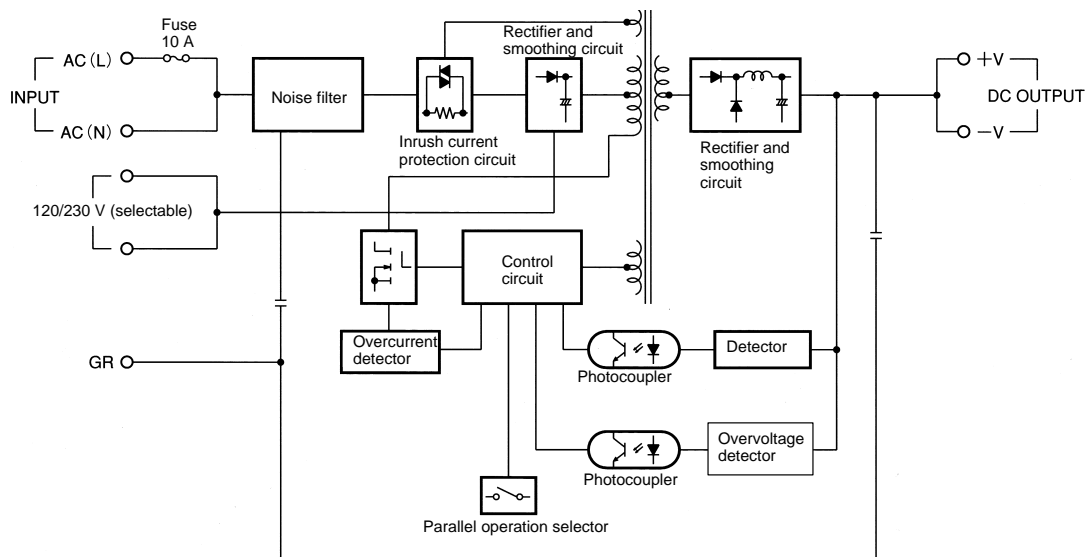 Fuse
10 A
AC (L)
INPUT
AC (N)
120/230 V (selectable)
GR
Noise filter
Inrush current
protection circuit
Rectifier and
smoothing circuit
Rectifier and
smoothing
circuit
+V
DC OUTPUT
−V
Control
circuit
Overcurrent
detector
Photocoupler
Detector
Photocoupler
Overvoltage
detector
Parallel operation selector